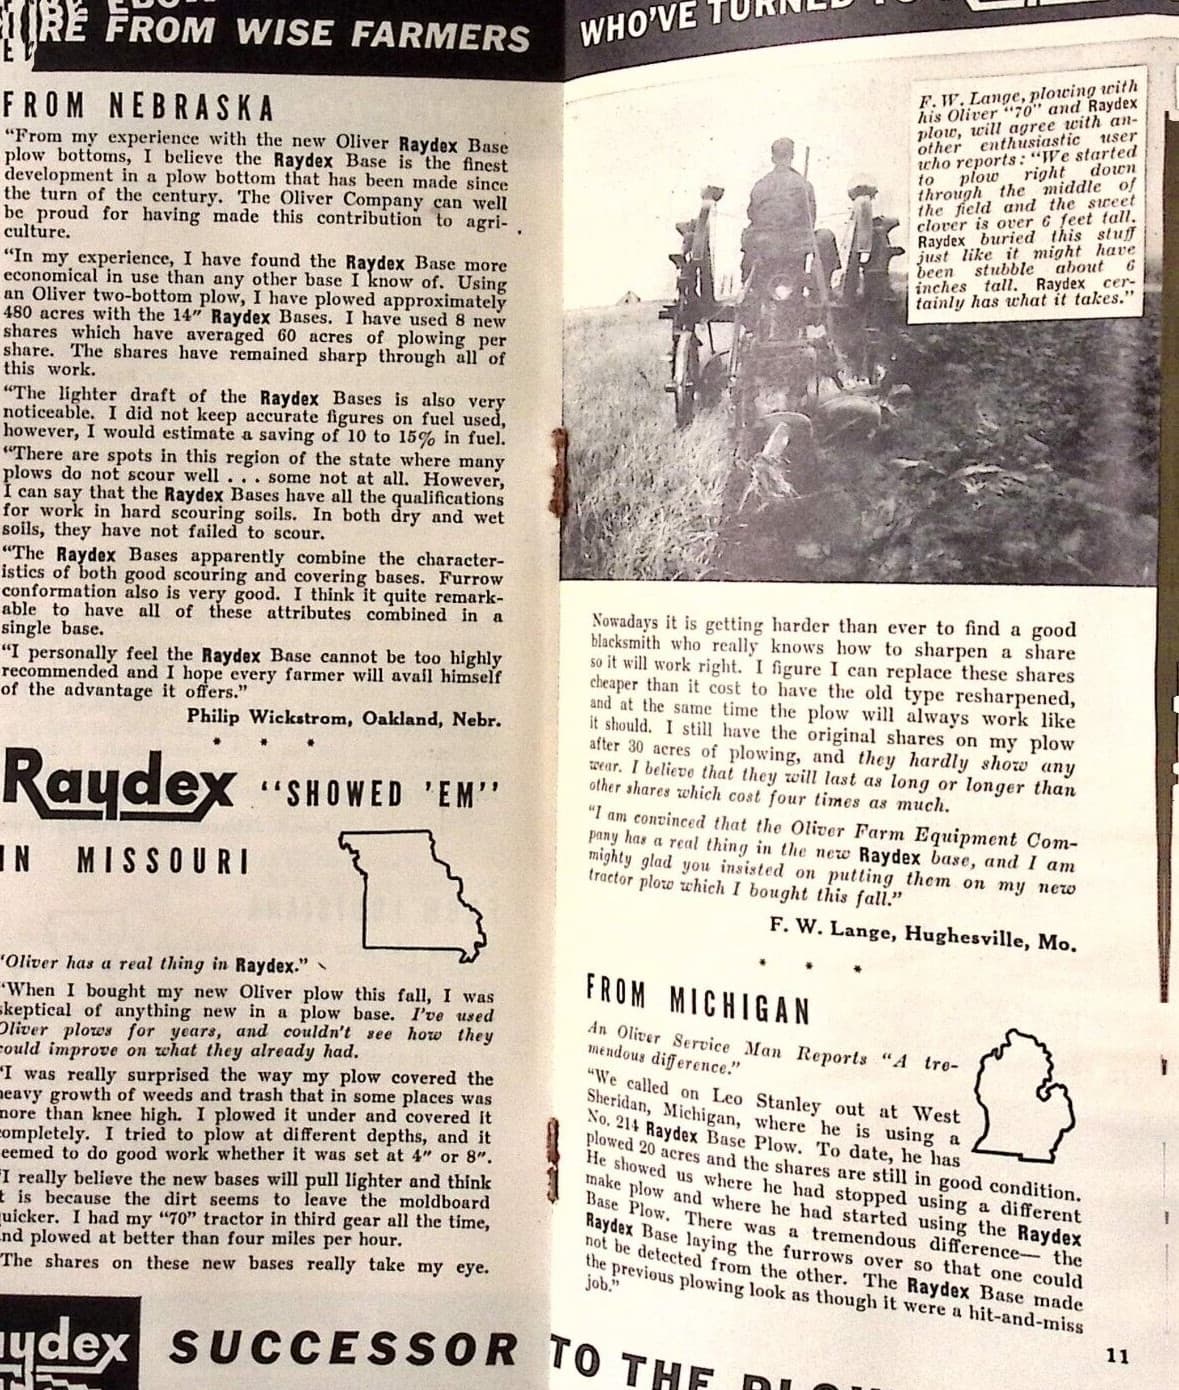 FROM WISE FARMERS
FROM NEBRASKA
“From my experience with the new Oliver Raydex Base
plow bottoms, I believe the Raydex Base is the finest
development in a plow bottom that has been made since
the turn of the century. The Oliver Company can well
be proud for having made this contribution to agri-
culture.
“In my experience, I have found the Raydex Base more
economical in use than any other base I know of. Using
an Oliver two-bottom plow, I have plowed approximately
480 acres with the 14″ Raydex Bases. I have used 8 new
shares which have averaged 60 acres of plowing per
share. The shares have remained sharp through all of
this work.
“The lighter draft of the Raydex Bases is also very
noticeable. I did not keep accurate figures on fuel used,
however, I would estimate a saving of 10 to 15% in fuel.
“There are spots in this region of the state where many
plows do not scour well . . . some not at all. However,
I can say that the Raydex Bases have all the qualifications
for work in hard scouring soils. In both dry and wet
soils, they have not failed to scour.
“The Raydex Bases apparently combine the character-
istics of both good scouring and covering bases. Furrow
conformation also is very good. I think it quite remark-
able to have all of these attributes combined in a
single base.
“I personally feel the Raydex Base cannot be too highly
recommended and I hope every farmer will avail himself
of the advantage it offers.”
Philip Wickstrom, Oakland, Nebr.
* * *
Raydex “SHOWED ’EM”
IN MISSOURI
“Oliver has a real thing in Raydex.”
“When I bought my new Oliver plow this fall, I was
skeptical of anything new in a plow base. I've used
Oliver plows for years, and couldn't see how they
could improve on what they already had.
“I was really surprised the way my plow covered the
heavy growth of weeds and trash that in some places was
more than knee high. I plowed it under and covered it
completely. I tried to plow at different depths, and it
seemed to do good work whether it was set at 4″ or 8″.
“I really believe the new bases will pull lighter and think
it is because the dirt seems to leave the moldboard
quicker. I had my “70” tractor in third gear all the time,
and plowed at better than four miles per hour.
The shares on these new bases really take my eye.
Raydex SUCCESSOR
WHO'VE TURNED TO
F. W. Lange, plowing with
his Oliver “70” and Raydex
plow, will agree with an-
other enthusiastic user
who reports: “We started
to plow right down
through the middle of
the field and the sweet
clover is over 6 feet tall.
Raydex buried this stuff
just like it might have
been stubble about 6
inches tall. Raydex cer-
tainly has what it takes.”
Nowadays it is getting harder than ever to find a good
blacksmith who really knows how to sharpen a share
so it will work right. I figure I can replace these shares
cheaper than it cost to have the old type resharpened,
and at the same time the plow will always work like
it should. I still have the original shares on my plow
after 30 acres of plowing, and they hardly show any
wear. I believe that they will last as long or longer than
other shares which cost four times as much.
“I am convinced that the Oliver Farm Equipment Com-
pany has a real thing in the new Raydex base, and I am
mighty glad you insisted on putting them on my new
tractor plow which I bought this fall.”
F. W. Lange, Hughesville, Mo.
* * *
FROM MICHIGAN
An Oliver Service Man Reports “A tre-
mendous difference.”
“We called on Leo Stanley out at West
Sheridan, Michigan, where he is using a
No. 214 Raydex Base Plow. To date, he has
plowed 20 acres and the shares are still in good condition.
He showed us where he had stopped using a different
make plow and where he had started using the Raydex
Base Plow. There was a tremendous difference— the
Raydex Base laying the furrows over so that one could
not be detected from the other. The Raydex Base made
the previous plowing look as though it were a hit-and-miss
job.”
11
TO THE